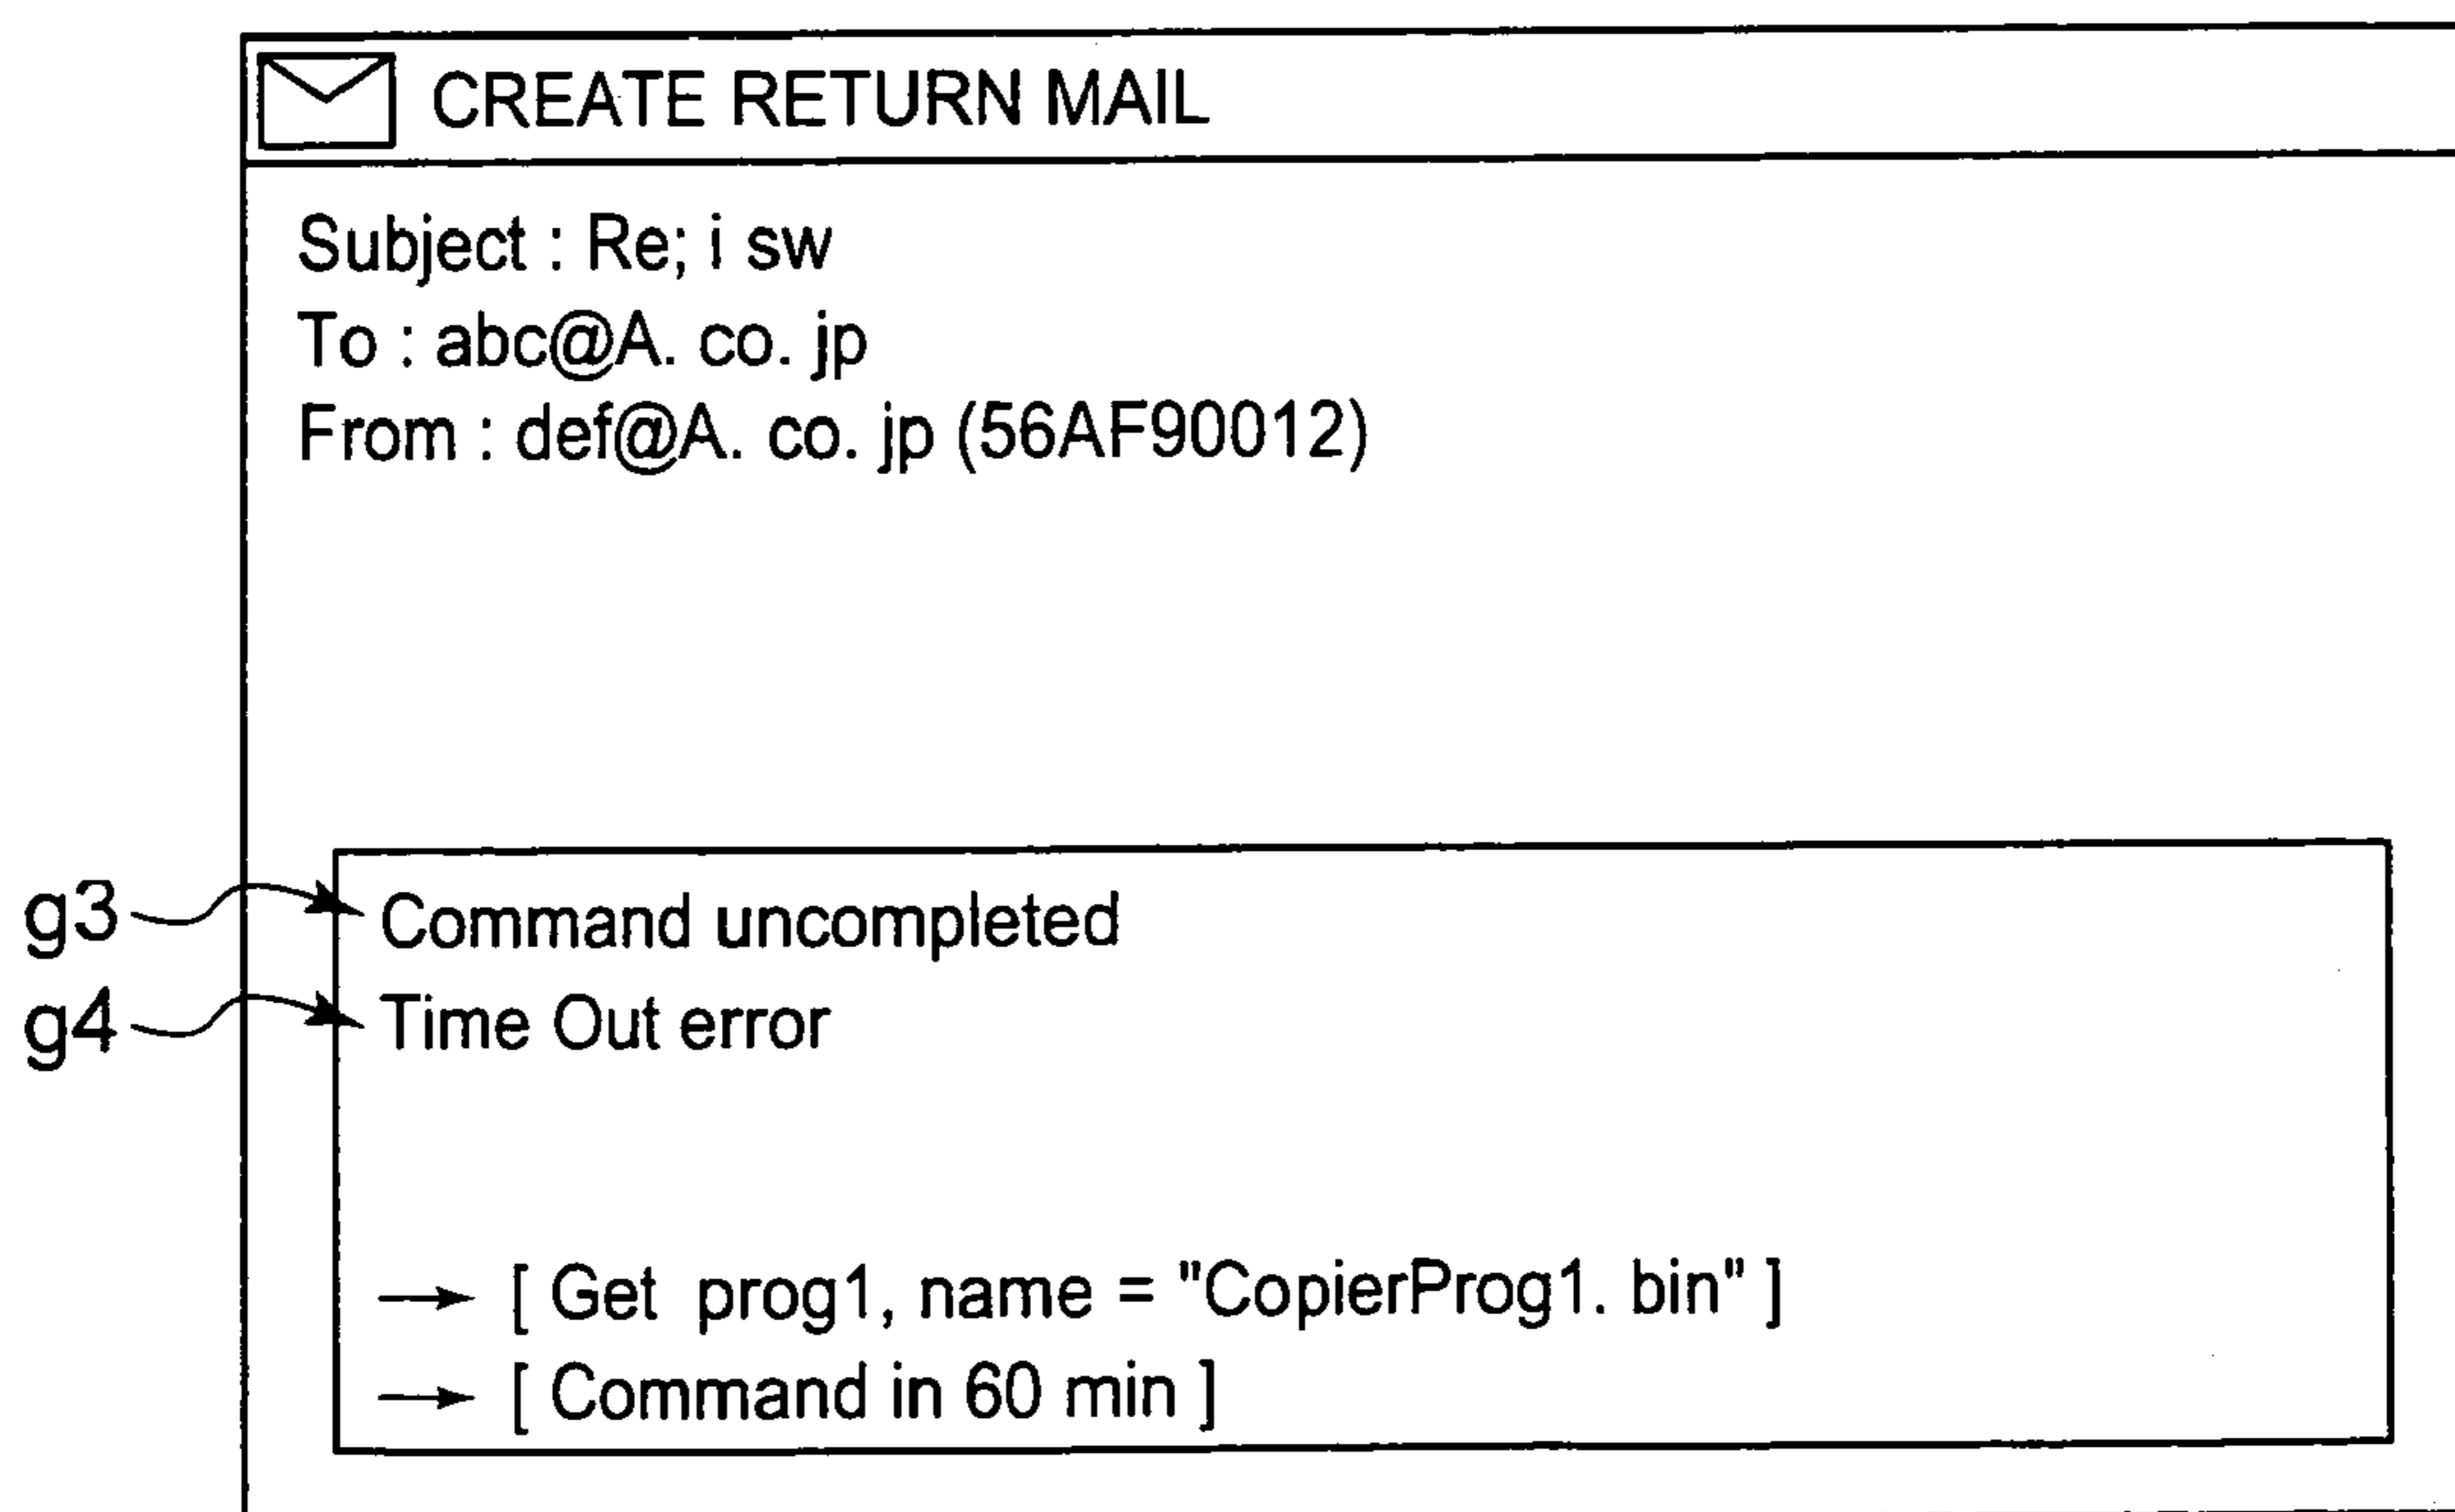 CREATE RETURN MAIL
Subject : Re; i sw
To : abc@A. co. jp
From : def@A. co. jp (56AF90012)
g3 Command uncompleted
g4 Time Out error
→ [ Get prog1, name = "CopierProg1. bin" ]
→ [ Command in 60 min ]